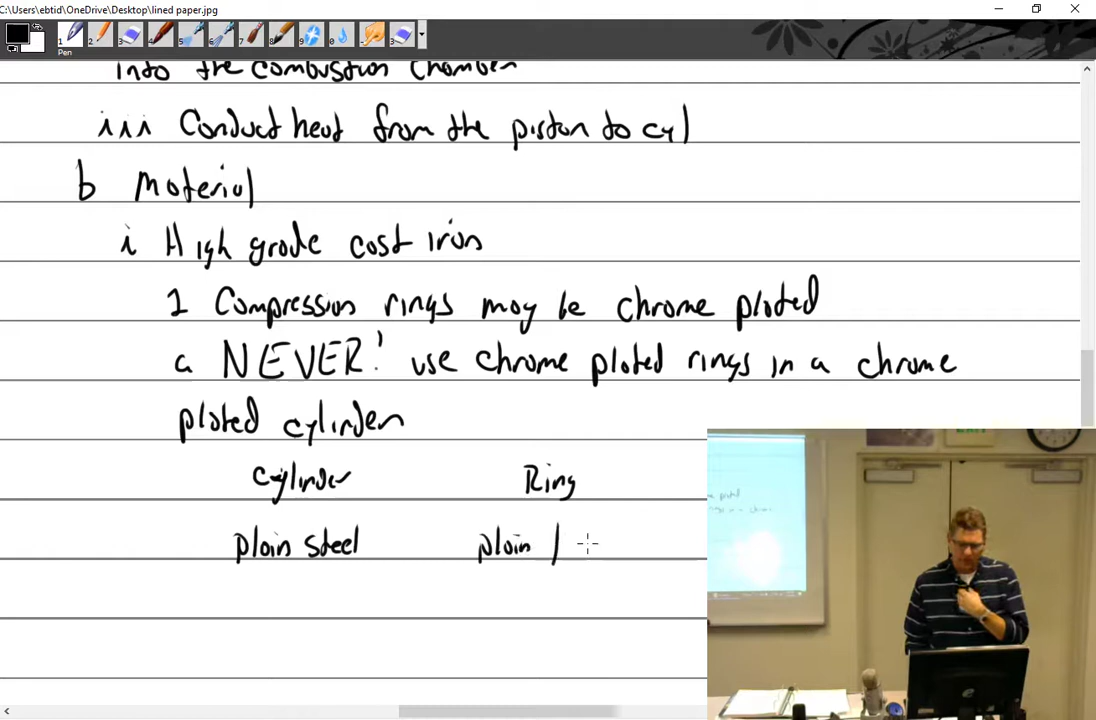 C:\Users\ebtid\OneDrive\Desktop\lined paper.jpg
Pen
into the combustion chamber
iii Conduct heat from the piston to cyl
b Material
i High grade cast iron
1 Compression rings may be chrome plated
a NEVER! use chrome plated rings in a chrome
plated cylinder
cylinder Ring
plain steel plain /